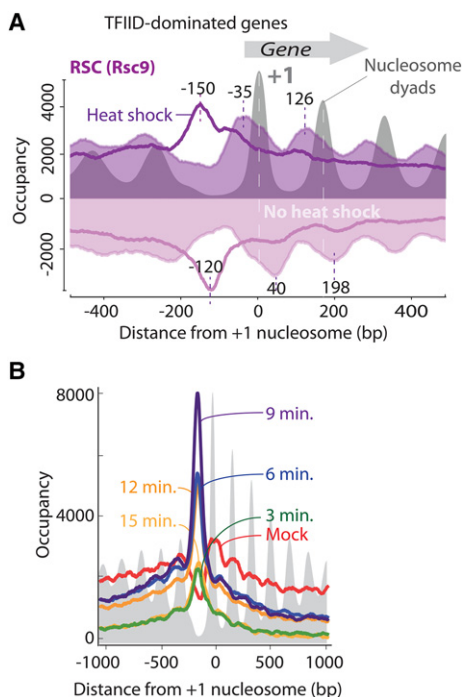 A
TFIID-dominated genes
Gene
RSC (Rsc9)
+1
Nucleosome
dyads
-150
-35
126
Heat shock
4000
2000
0
2000
Occupancy
No heat shock
-120
40
198
-400 -200 0 200 400
Distance from +1 nucleosome (bp)
B
8000
4000
0
Occupancy
9 min.
12 min.
6 min.
15 min.
3 min.
Mock
-1000 -500 0 500 1000
Distance from +1 nucleosome (bp)